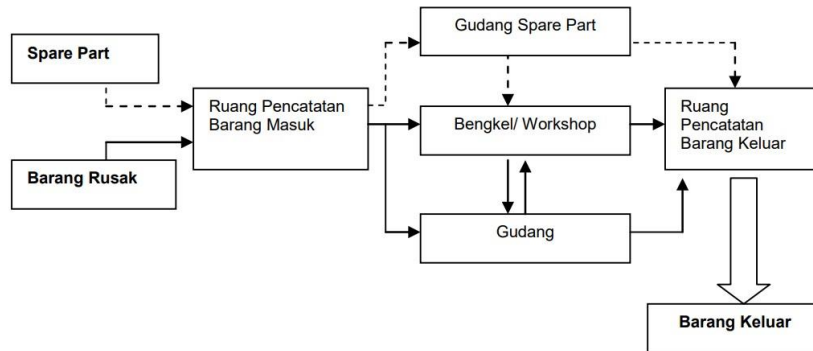 Spare Part
Barang Rusak
Ruang Pencatatan
Barang Masuk
Gudang Spare Part
Bengkel/ Workshop
Gudang
Ruang
Pencatatan
Barang Keluar
Barang Keluar